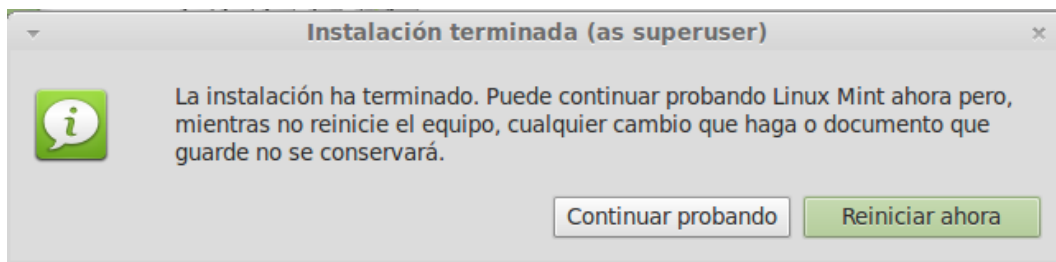 Instalación terminada (as superuser)
La instalación ha terminado. Puede continuar probando Linux Mint ahora pero,
mientras no reinicie el equipo, cualquier cambio que haga o documento que
guarde no se conservará.
Continuar probando
Reiniciar ahora